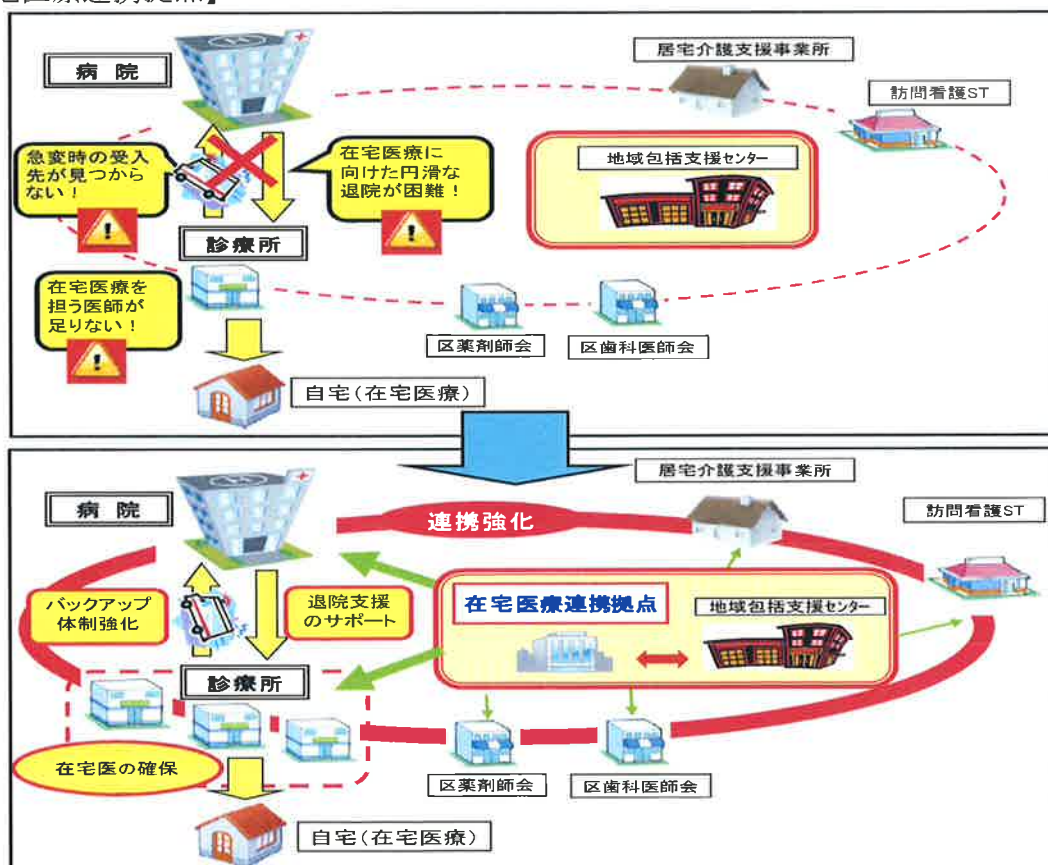 病 院
居宅介護支援事業所
訪問看護ST
急変時の受入
先が見つから
ない！
在宅医療に
向けた円滑な
退院が困難！
地域包括支援センター
診療所
在宅医療を
担う医師が
足りない！
区薬剤師会
区歯科医師会
自宅（在宅医療）
居宅介護支援事業所
病 院
連携強化
訪問看護ST
バックアップ
体制強化
退院支援
のサポート
在宅医療連携拠点
地域包括支援センター
診療所
在宅医の確保
区薬剤師会
区歯科医師会
自宅（在宅医療）